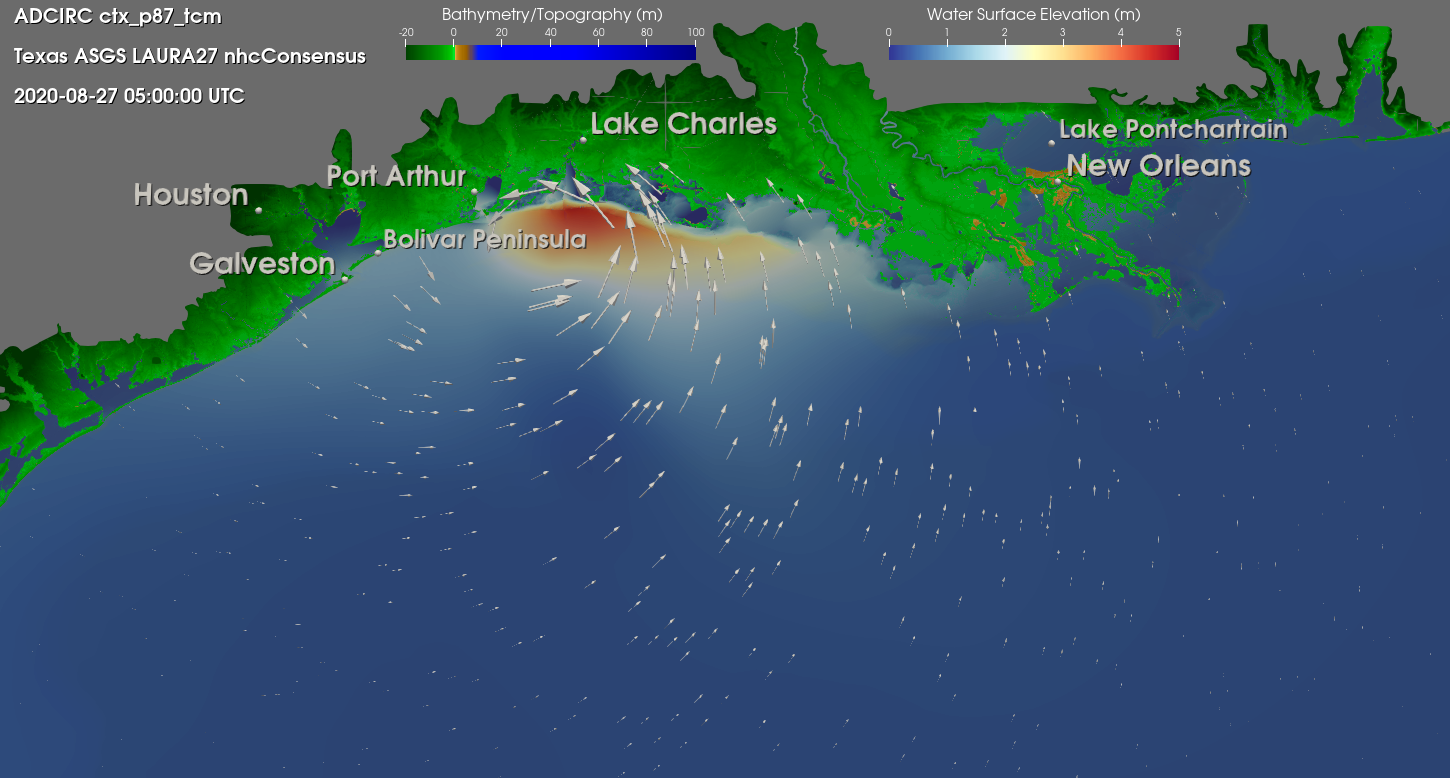 ADCIRC ctx_p87_tcm
Texas ASGS LAURA27 nhcConsensus
2020-08-27 05:00:00 UTC
Bathymetry/Topography (m)
-20 0 20 40 60 80 100
Water Surface Elevation (m)
0 1 2 3 4 5
Lake Charles
Lake Pontchartrain
New Orleans
Port Arthur
Houston
Bolivar Peninsula
Galveston